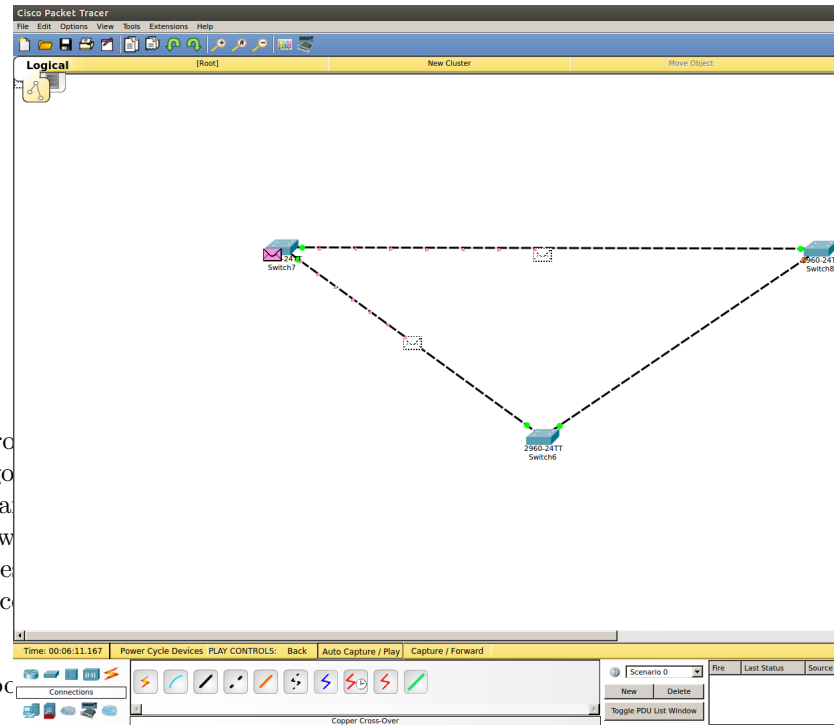 Cisco Packet Tracer
File Edit Options View Tools Extensions Help
Logical [Root] New Cluster Move Object
Switch7
2960-24T
Switch8
2960-24TT
Switch6
Time: 00:06:11.167 Power Cycle Devices PLAY CONTROLS: Back Auto Capture / Play Capture / Forward
Connections
Copper Cross-Over
Scenario 0
New Delete
Toggle PDU List Window
Fire Last Status Source